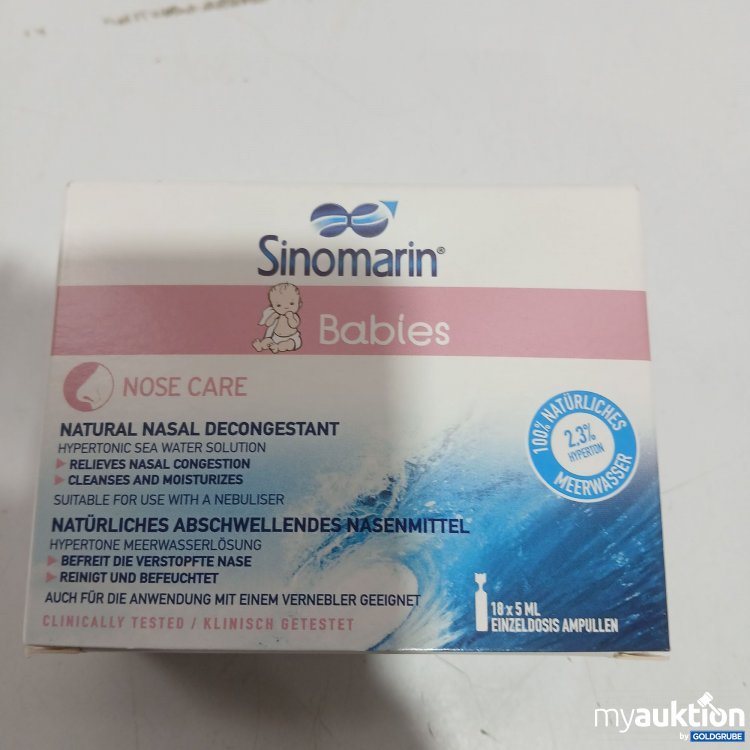 Sinomarin®
Babies
NOSE CARE
NATURAL NASAL DECONGESTANT
HYPERTONIC SEA WATER SOLUTION
RELIEVES NASAL CONGESTION
CLEANSES AND MOISTURIZES
SUITABLE FOR USE WITH A NEBULISER
100% NATÜRLICHES
2,3%
HYPERTON
MEERWASSER
NATÜRLICHES ABSCHWELLENDES NASENMITTEL
HYPERTONE MEERWASSERLÖSUNG
BEFREIT DIE VERSTOPFTE NASE
REINIGT UND BEFEUCHTET
AUCH FÜR DIE ANWENDUNG MIT EINEM VERNEBLER GEEIGNET
CLINICALLY TESTED / KLINISCH GETESTET
18 x 5 ML
EINZELDOSIS AMPULLEN
myauktion
by GOLDGRUBE